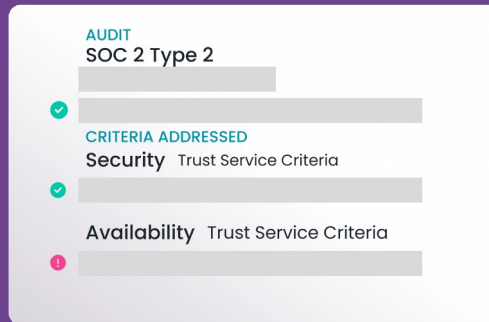 AUDIT
SOC 2 Type 2
CRITERIA ADDRESSED
Security Trust Service Criteria
Availability Trust Service Criteria